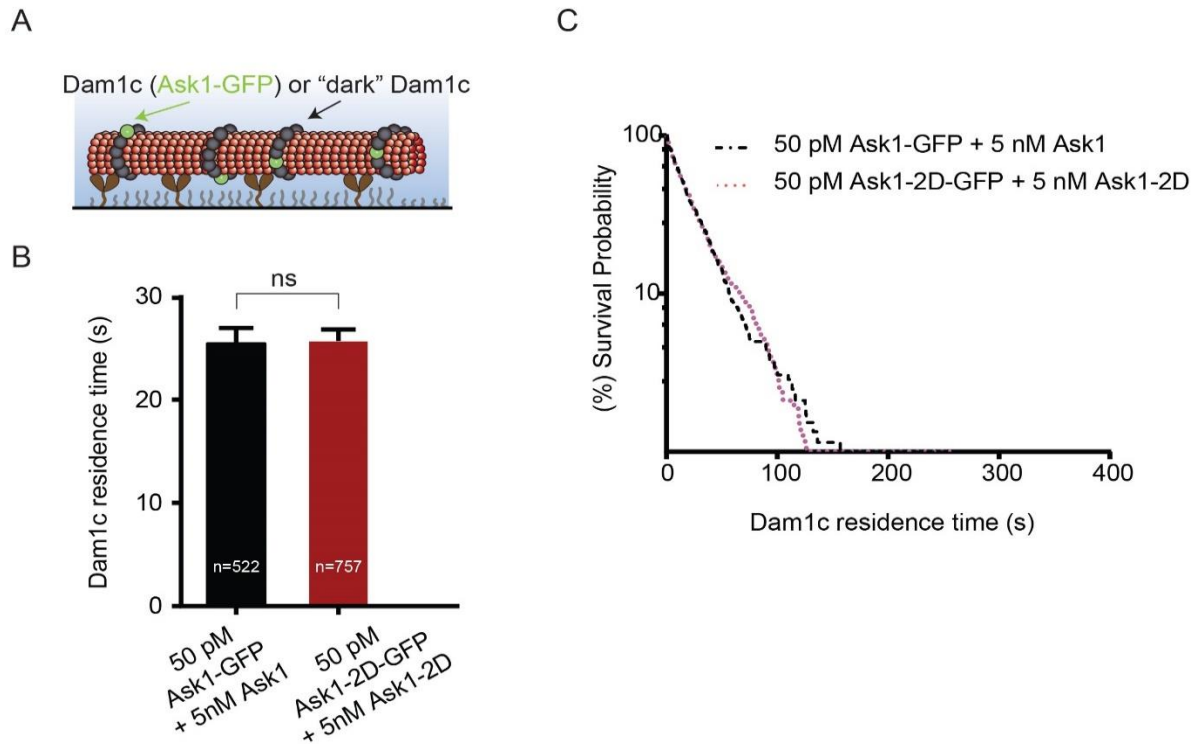 A
Dam1c (Ask1-GFP) or "dark" Dam1c
B
Dam1c residence time (s)
30
20
10
0
ns
n=522
n=757
50 pM
Ask1-GFP
+ 5nM Ask1
50 pM
Ask1-2D-GFP
+ 5nM Ask1-2D
C
(%) Survival Probability
100
10
50 pM Ask1-GFP + 5 nM Ask1
50 pM Ask1-2D-GFP + 5 nM Ask1-2D
0
100
200
300
400
Dam1c residence time (s)